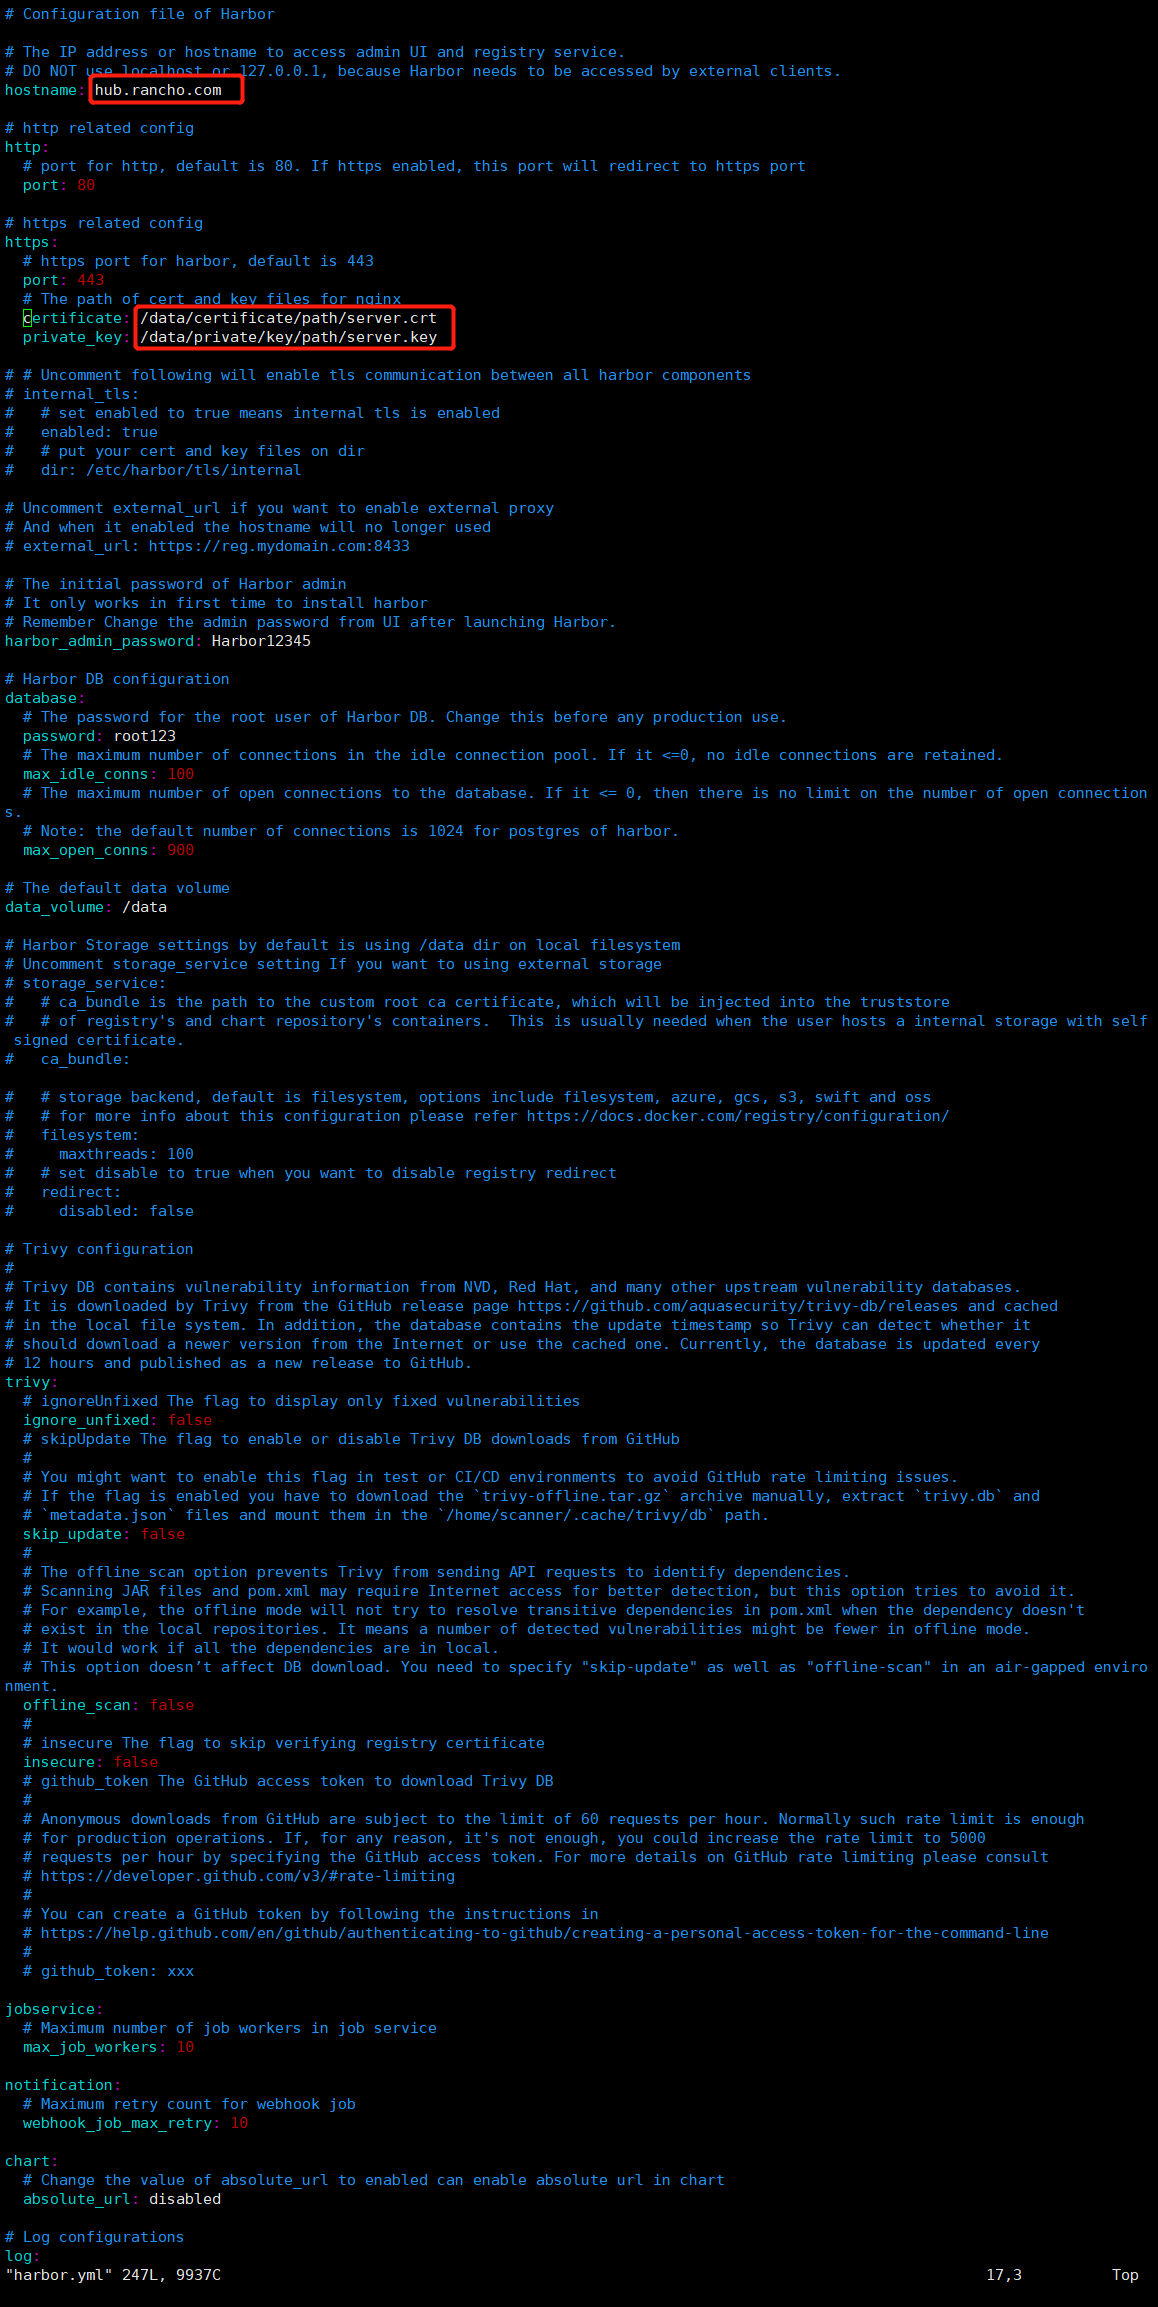 # Configuration file of Harbor
# The IP address or hostname to access admin UI and registry service.
# DO NOT use localhost or 127.0.0.1, because Harbor needs to be accessed by external clients.
hostname: hub.rancho.com
# http related config
http:
  # port for http, default is 80. If https enabled, this port will redirect to https port
  port: 80
# https related config
https:
  # https port for harbor, default is 443
  port: 443
  # The path of cert and key files for nginx
  certificate: /data/certificate/path/server.crt
  private_key: /data/private/key/path/server.key
# # Uncomment following will enable tls communication between all harbor components
# internal_tls:
#   # set enabled to true means internal tls is enabled
#   enabled: true
#   # put your cert and key files on dir
#   dir: /etc/harbor/tls/internal
# Uncomment external_url if you want to enable external proxy
# And when it enabled the hostname will no longer used
# external_url: https://reg.mydomain.com:8433
# The initial password of Harbor admin
# It only works in first time to install harbor
# Remember Change the admin password from UI after launching Harbor.
harbor_admin_password: Harbor12345
# Harbor DB configuration
database:
  # The password for the root user of Harbor DB. Change this before any production use.
  password: root123
  # The maximum number of connections in the idle connection pool. If it <=0, no idle connections are retained.
  max_idle_conns: 100
  # The maximum number of open connections to the database. If it <= 0, then there is no limit on the number of open connection
s.
  # Note: the default number of connections is 1024 for postgres of harbor.
  max_open_conns: 900
# The default data volume
data_volume: /data
# Harbor Storage settings by default is using /data dir on local filesystem
# Uncomment storage_service setting If you want to using external storage
# storage_service:
#   # ca_bundle is the path to the custom root ca certificate, which will be injected into the truststore
#   # of registry's and chart repository's containers.  This is usually needed when the user hosts a internal storage with self
 signed certificate.
#   ca_bundle:
#   # storage backend, default is filesystem, options include filesystem, azure, gcs, s3, swift and oss
#   # for more info about this configuration please refer https://docs.docker.com/registry/configuration/
#   filesystem:
#     maxthreads: 100
#   # set disable to true when you want to disable registry redirect
#   redirect:
#     disabled: false
# Trivy configuration
#
# Trivy DB contains vulnerability information from NVD, Red Hat, and many other upstream vulnerability databases.
# It is downloaded by Trivy from the GitHub release page https://github.com/aquasecurity/trivy-db/releases and cached
# in the local file system. In addition, the database contains the update timestamp so Trivy can detect whether it
# should download a newer version from the Internet or use the cached one. Currently, the database is updated every
# 12 hours and published as a new release to GitHub.
trivy:
  # ignoreUnfixed The flag to display only fixed vulnerabilities
  ignore_unfixed: false
  # skipUpdate The flag to enable or disable Trivy DB downloads from GitHub
  #
  # You might want to enable this flag in test or CI/CD environments to avoid GitHub rate limiting issues.
  # If the flag is enabled you have to download the `trivy-offline.tar.gz` archive manually, extract `trivy.db` and
  # `metadata.json` files and mount them in the `/home/scanner/.cache/trivy/db` path.
  skip_update: false
  #
  # The offline_scan option prevents Trivy from sending API requests to identify dependencies.
  # Scanning JAR files and pom.xml may require Internet access for better detection, but this option tries to avoid it.
  # For example, the offline mode will not try to resolve transitive dependencies in pom.xml when the dependency doesn't
  # exist in the local repositories. It means a number of detected vulnerabilities might be fewer in offline mode.
  # It would work if all the dependencies are in local.
  # This option doesn’t affect DB download. You need to specify "skip-update" as well as "offline-scan" in an air-gapped enviro
nment.
  offline_scan: false
  #
  # insecure The flag to skip verifying registry certificate
  insecure: false
  # github_token The GitHub access token to download Trivy DB
  #
  # Anonymous downloads from GitHub are subject to the limit of 60 requests per hour. Normally such rate limit is enough
  # for production operations. If, for any reason, it's not enough, you could increase the rate limit to 5000
  # requests per hour by specifying the GitHub access token. For more details on GitHub rate limiting please consult
  # https://developer.github.com/v3/#rate-limiting
  #
  # You can create a GitHub token by following the instructions in
  # https://help.github.com/en/github/authenticating-to-github/creating-a-personal-access-token-for-the-command-line
  #
  # github_token: xxx
jobservice:
  # Maximum number of job workers in job service
  max_job_workers: 10
notification:
  # Maximum retry count for webhook job
  webhook_job_max_retry: 10
chart:
  # Change the value of absolute_url to enabled can enable absolute url in chart
  absolute_url: disabled
# Log configurations
log:
"harbor.yml" 247L, 9937C 17,3 Top